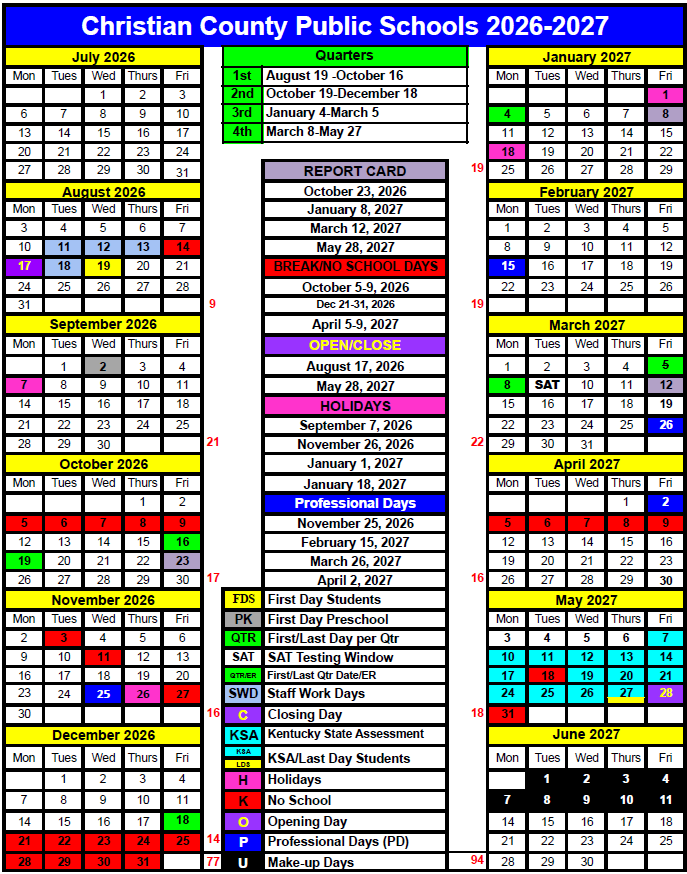 Christian County Public Schools 2026-2027
July 2026
Mon Tues Wed Thurs Fri
1 2 3
6 7 8 9 10
13 14 15 16 17
20 21 22 23 24
27 28 29 30 31
August 2026
Mon Tues Wed Thurs Fri
3 4 5 6 7
10 11 12 13 14
17 18 19 20 21
24 25 26 27 28
31 9
September 2026
Mon Tues Wed Thurs Fri
1 2 3 4
7 8 9 10 11
14 15 16 17 18
21 22 23 24 25
28 29 30 21
October 2026
Mon Tues Wed Thurs Fri
1 2
5 6 7 8 9
12 13 14 15 16
19 20 21 22 23
26 27 28 29 30 17
November 2026
Mon Tues Wed Thurs Fri
2 3 4 5 6
9 10 11 12 13
16 17 18 19 20
23 24 25 26 27
30 16
December 2026
Mon Tues Wed Thurs Fri
1 2 3 4
7 8 9 10 11
14 15 16 17 18
21 22 23 24 25 14
28 29 30 31 77
Quarters
1st August 19 -October 16
2nd October 19-December 18
3rd January 4-March 5
4th March 8-May 27
REPORT CARD
October 23, 2026
January 8, 2027
March 12, 2027
May 28, 2027
BREAK/NO SCHOOL DAYS
October 5-9, 2026
Dec 21-31, 2026
April 5-9, 2027
OPEN/CLOSE
August 17, 2026
May 28, 2027
HOLIDAYS
September 7, 2026
November 26, 2026
January 1, 2027
January 18, 2027
Professional Days
November 25, 2026
February 15, 2027
March 26, 2027
April 2, 2027
FDS First Day Students
PK First Day Preschool
QTR First/Last Day per Qtr
SAT SAT Testing Window
QTR/ER First/Last Qtr Date/ER
SWD Staff Work Days
C Closing Day
KSA Kentucky State Assessment
KSA
LDS KSA/Last Day Students
H Holidays
K No School
O Opening Day
P Professional Days (PD)
U Make-up Days
January 2027
Mon Tues Wed Thurs Fri
1
4 5 6 7 8
11 12 13 14 15
18 19 20 21 22
19 25 26 27 28 29
February 2027
Mon Tues Wed Thurs Fri
1 2 3 4 5
8 9 10 11 12
15 16 17 18 19
22 23 24 25 26
19
March 2027
Mon Tues Wed Thurs Fri
1 2 3 4 5
8 SAT 10 11 12
15 16 17 18 19
22 23 24 25 26
22 29 30 31
April 2027
Mon Tues Wed Thurs Fri
1 2
5 6 7 8 9
12 13 14 15 16
19 20 21 22 23
16 26 27 28 29 30
May 2027
Mon Tues Wed Thurs Fri
3 4 5 6 7
10 11 12 13 14
17 18 19 20 21
24 25 26 27 28
18 31
June 2027
Mon Tues Wed Thurs Fri
1 2 3 4
7 8 9 10 11
14 15 16 17 18
21 22 23 24 25
94 28 29 30